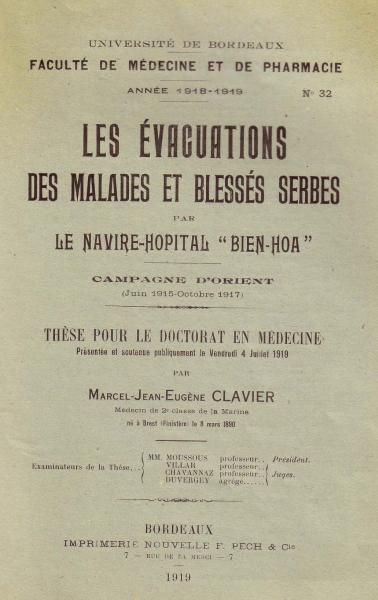 UNIVERSITÉ DE BORDEAUX
FACULTÉ DE MÉDECINE ET DE PHARMACIE
ANNÉE 1918-1919 No 32
LES ÉVACUATIONS
DES MALADES ET BLESSÉS SERBES
PAR
LE NAVIRE-HOPITAL "BIEN-HOA"
CAMPAGNE D'ORIENT
(Juin 1915-Octobre 1917)
THÈSE POUR LE DOCTORAT EN MÉDECINE
Présentée et soutenue publiquement le Vendredi 4 Juillet 1919
PAR
MARCEL-JEAN-EUGÈNE CLAVIER
Médecin de 2e classe de la Marine
né à Brest (Finistère) le 8 mars 1890
Examinateurs de la Thèse...
MM. MOUSSOUS professeur.. Président.
VILLAR professeur..
CHAVANNAZ professeur.. Juges.
DUVERGEY agrégé......
BORDEAUX
IMPRIMERIE NOUVELLE F. PECH & Cie
7 — RUE DE LA MERCI — 7
1919